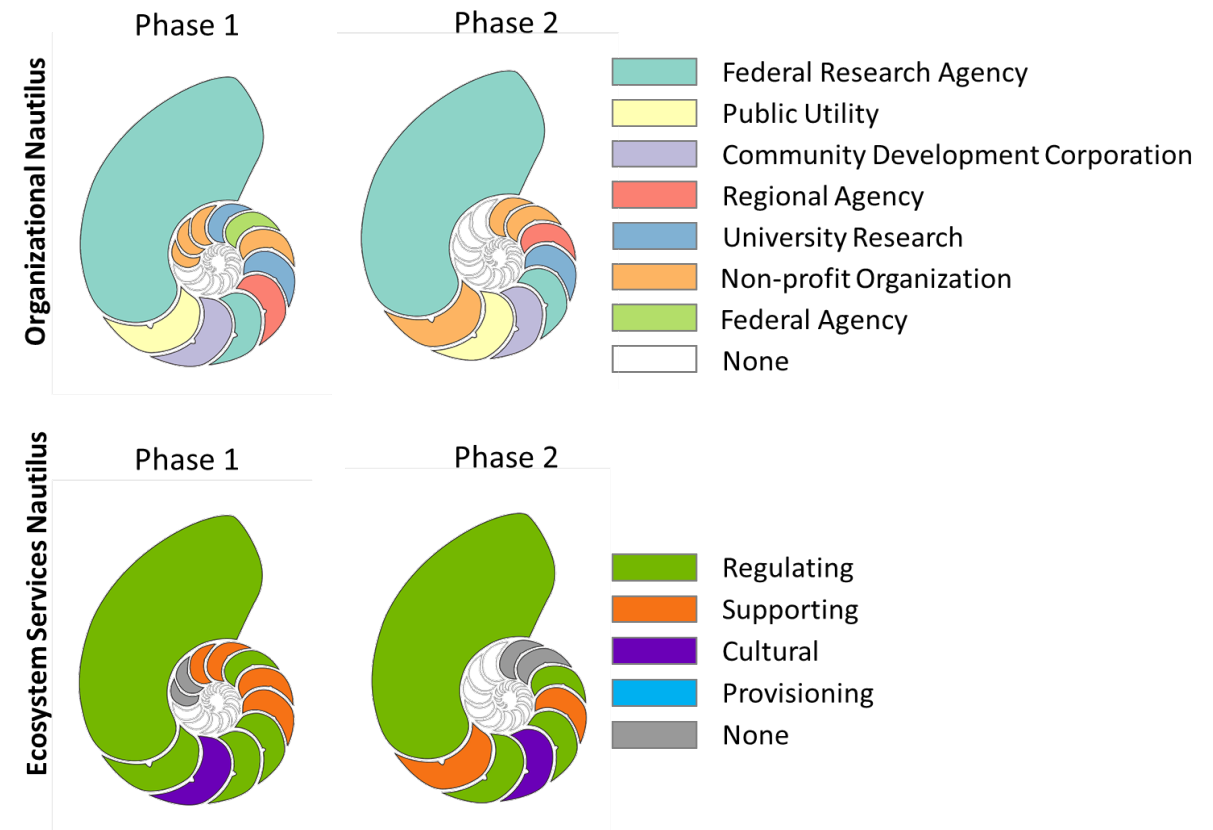 Phase 1
Phase 2
Organizational Nautilus
Federal Research Agency
Public Utility
Community Development Corporation
Regional Agency
University Research
Non-profit Organization
Federal Agency
None
Phase 1
Phase 2
Ecosystem Services Nautilus
Regulating
Supporting
Cultural
Provisioning
None